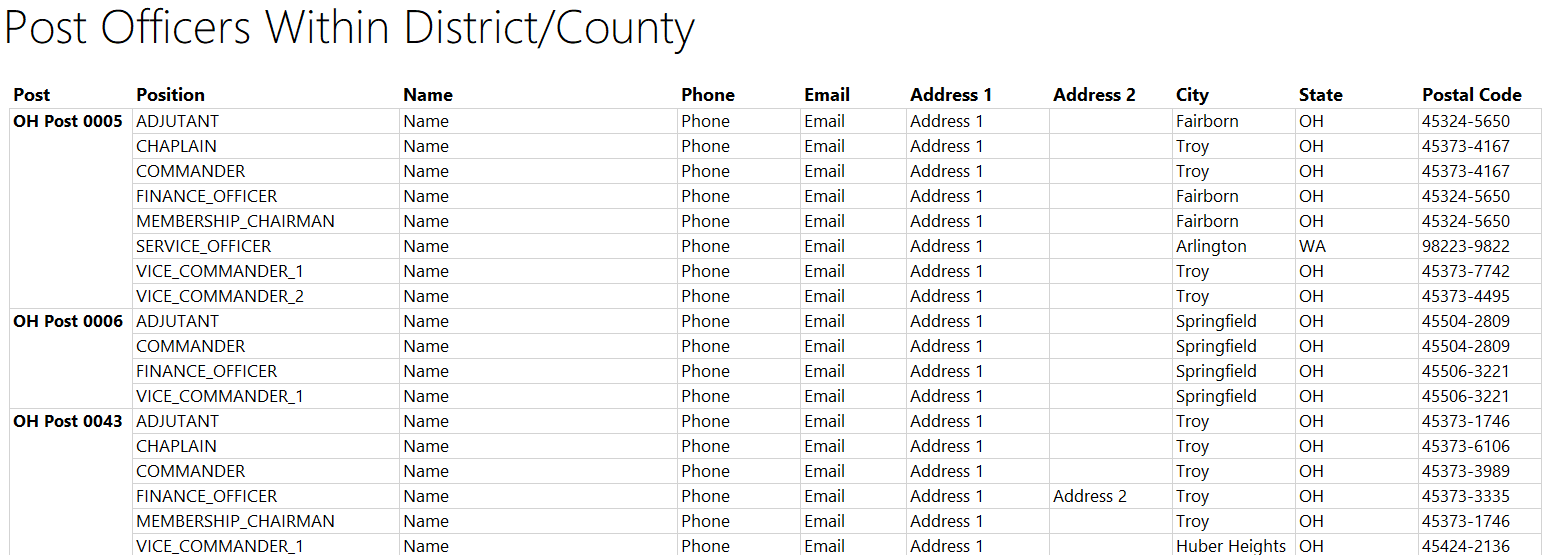 Post Officers Within District/County
Post Position Name Phone Email Address 1 Address 2 City State Postal Code
OH Post 0005 ADJUTANT Name Phone Email Address 1 Fairborn OH 45324-5650
CHAPLAIN Name Phone Email Address 1 Troy OH 45373-4167
COMMANDER Name Phone Email Address 1 Troy OH 45373-4167
FINANCE_OFFICER Name Phone Email Address 1 Fairborn OH 45324-5650
MEMBERSHIP_CHAIRMAN Name Phone Email Address 1 Fairborn OH 45324-5650
SERVICE_OFFICER Name Phone Email Address 1 Arlington WA 98223-9822
VICE_COMMANDER_1 Name Phone Email Address 1 Troy OH 45373-7742
VICE_COMMANDER_2 Name Phone Email Address 1 Troy OH 45373-4495
OH Post 0006 ADJUTANT Name Phone Email Address 1 Springfield OH 45504-2809
COMMANDER Name Phone Email Address 1 Springfield OH 45504-2809
FINANCE_OFFICER Name Phone Email Address 1 Springfield OH 45506-3221
VICE_COMMANDER_1 Name Phone Email Address 1 Springfield OH 45506-3221
OH Post 0043 ADJUTANT Name Phone Email Address 1 Troy OH 45373-1746
CHAPLAIN Name Phone Email Address 1 Troy OH 45373-6106
COMMANDER Name Phone Email Address 1 Troy OH 45373-3989
FINANCE_OFFICER Name Phone Email Address 1 Address 2 Troy OH 45373-3335
MEMBERSHIP_CHAIRMAN Name Phone Email Address 1 Troy OH 45373-1746
VICE_COMMANDER_1 Name Phone Email Address 1 Huber Heights OH 45424-2136